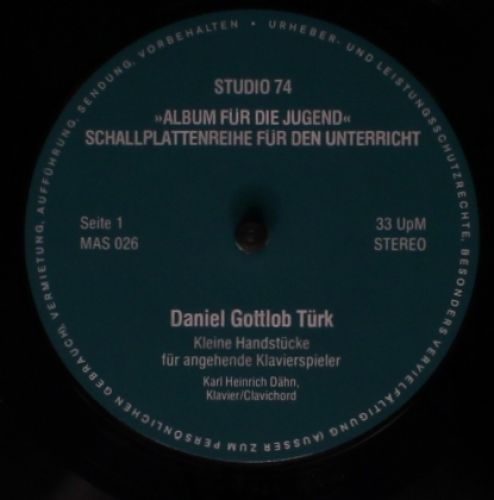 URHEBER- UND LEISTUNGSSCHUTZRECHTE, BESONDERS VERVIELFÄLTIGUNG (AUSSER ZUM PERSÖNLICHEN GEBRAUCH), VERMIETUNG, AUFFÜHRUNG, SENDUNG, VORBEHALTEN •
STUDIO 74
»ALBUM FÜR DIE JUGEND«
SCHALLPLATTENREIHE FÜR DEN UNTERRICHT
Seite 1 33 UpM
MAS 026 STEREO
Daniel Gottlob Türk
Kleine Handstücke
für angehende Klavierspieler
Karl Heinrich Dähn,
Klavier/Clavichord